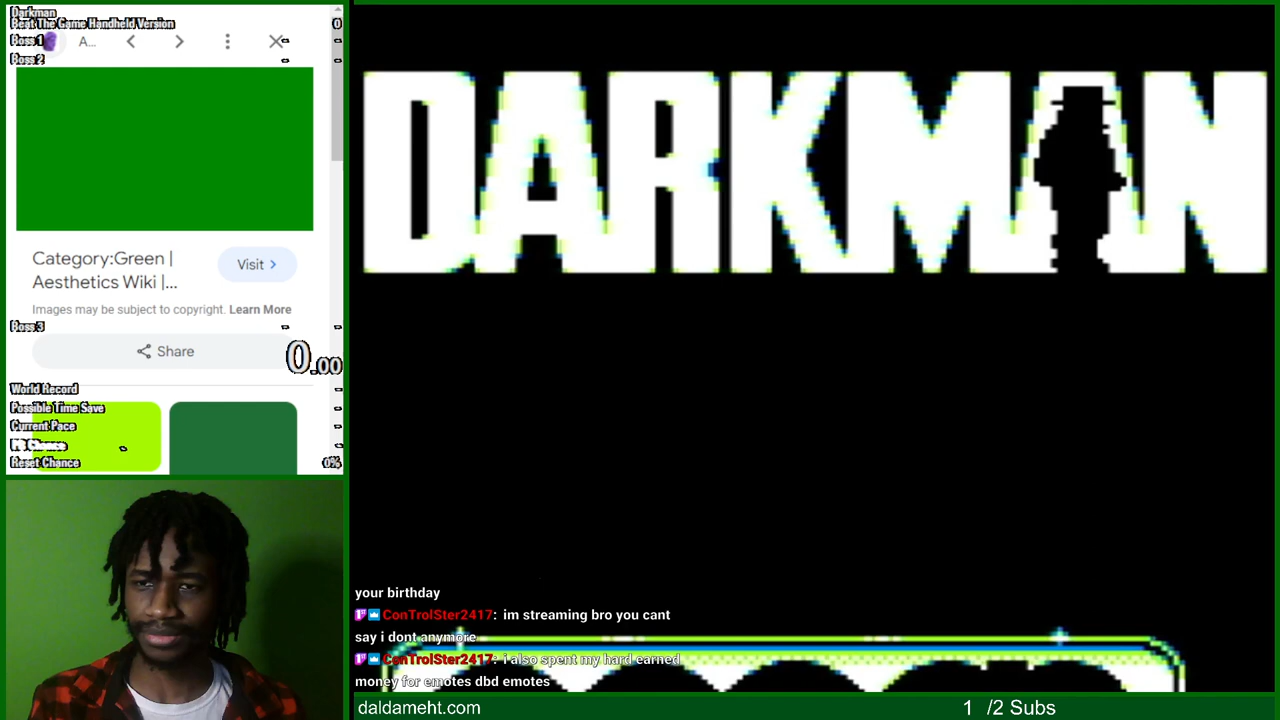 Darkman
Beat The Game Handheld Version
0
Boss 1
A...
-
-
Boss 2
-
-
Category:Green |
Aesthetics Wiki |...
Visit
Images may be subject to copyright. Learn More
Boss 3
-
-
Share
0.00
World Record
-
Possible Time Save
-
Current Pace
-
PB Chance
-
-
Reset Chance
0%
DARKMAN
your birthday
ConTrolSter2417: im streaming bro you cant
say i dont anymore
ConTrolSter2417: i also spent my hard earned
money for emotes dbd emotes
daldameht.com
1 /2 Subs